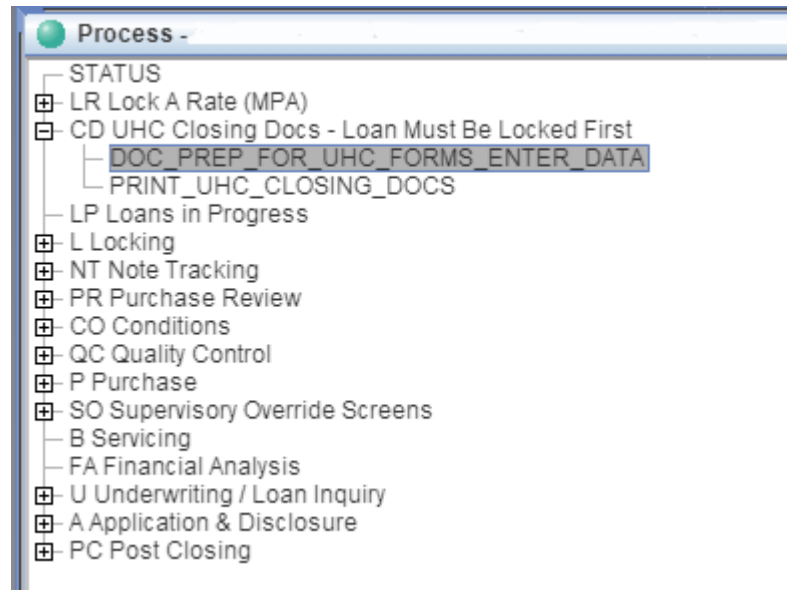 Process -
STATUS
LR Lock A Rate (MPA)
CD UHC Closing Docs - Loan Must Be Locked First
DOC_PREP_FOR_UHC_FORMS_ENTER_DATA
PRINT_UHC_CLOSING_DOCS
LP Loans in Progress
L Locking
NT Note Tracking
PR Purchase Review
CO Conditions
QC Quality Control
P Purchase
SO Supervisory Override Screens
B Servicing
FA Financial Analysis
U Underwriting / Loan Inquiry
A Application & Disclosure
PC Post Closing